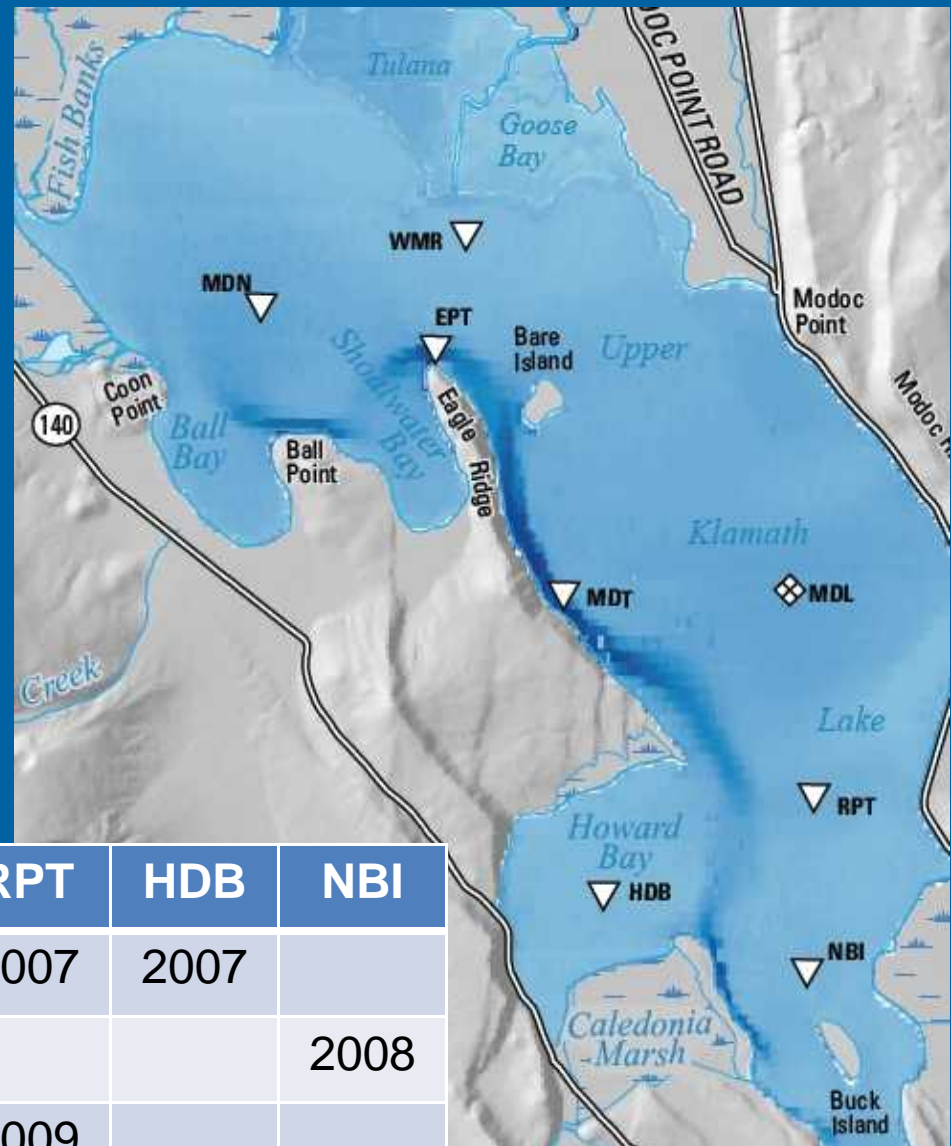 Tulana
Fish Banks
Goose
Bay
OC POINT ROAD
WMR
MDN
EPT
Bare
Island
Upper
Modoc
Point
Shoalwater
Bay
Coon
Point
140
Ball
Bay
Ball
Point
Eagle Ridge
Modoc
Klamath
MDT
MDL
Creek
Lake
RPT
Howard
Bay
HDB
NBI
Caledonia
Marsh
Buck
Island
RPT HDB NBI
007 2007
2008
009